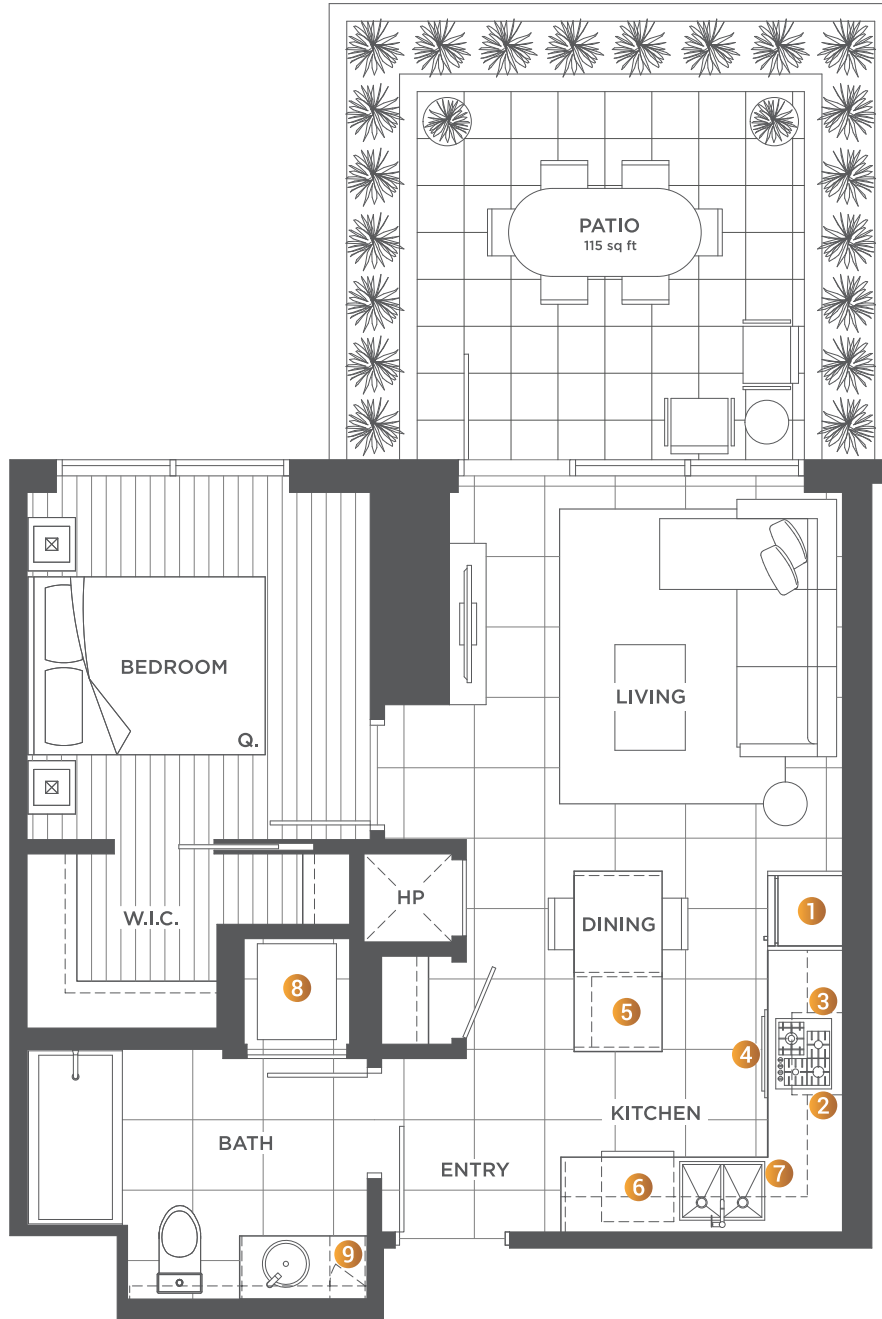 PATIO
115 sq ft
BEDROOM
Q.
LIVING
HP
W.I.C.
DINING
1
8
5
3
4
2
KITCHEN
BATH
ENTRY
6
7
9